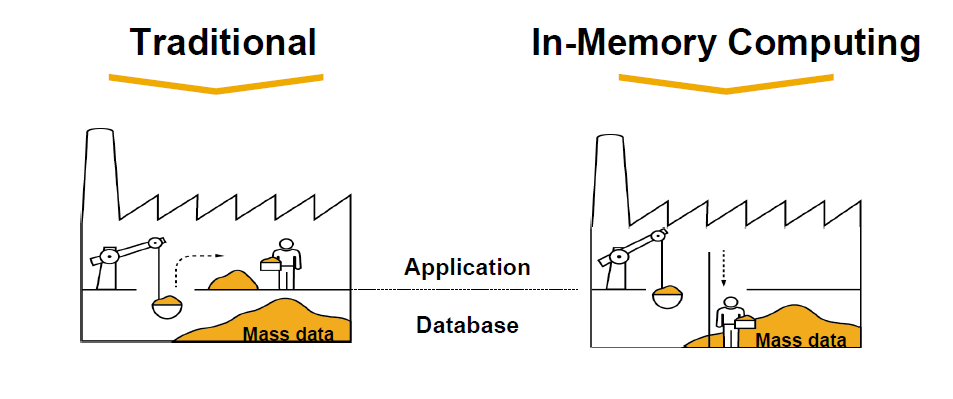 Traditional
In-Memory Computing
Application
Database
Mass data
Mass data